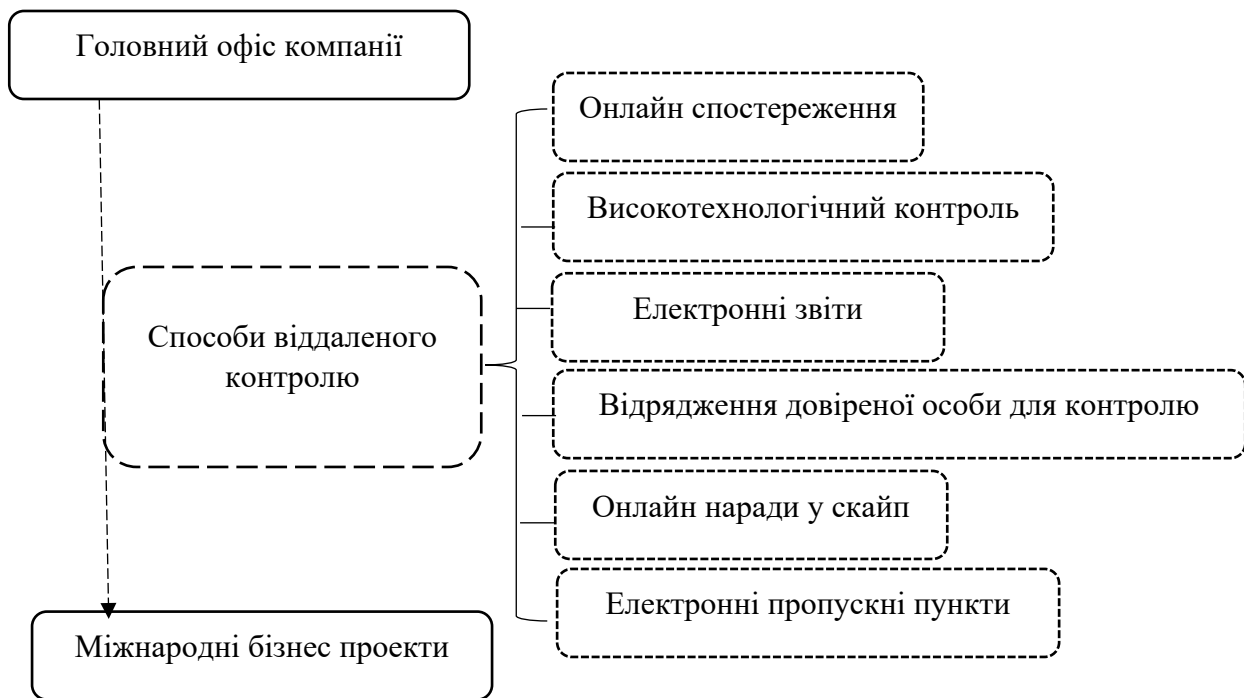 Головний офіс компанії
Онлайн спостереження
Високотехнологічний контроль
Електронні звіти
Способи віддаленого
контролю
Відрядження довіреної особи для контролю
Онлайн наради у скайп
Електронні пропускні пункти
Міжнародні бізнес проекти